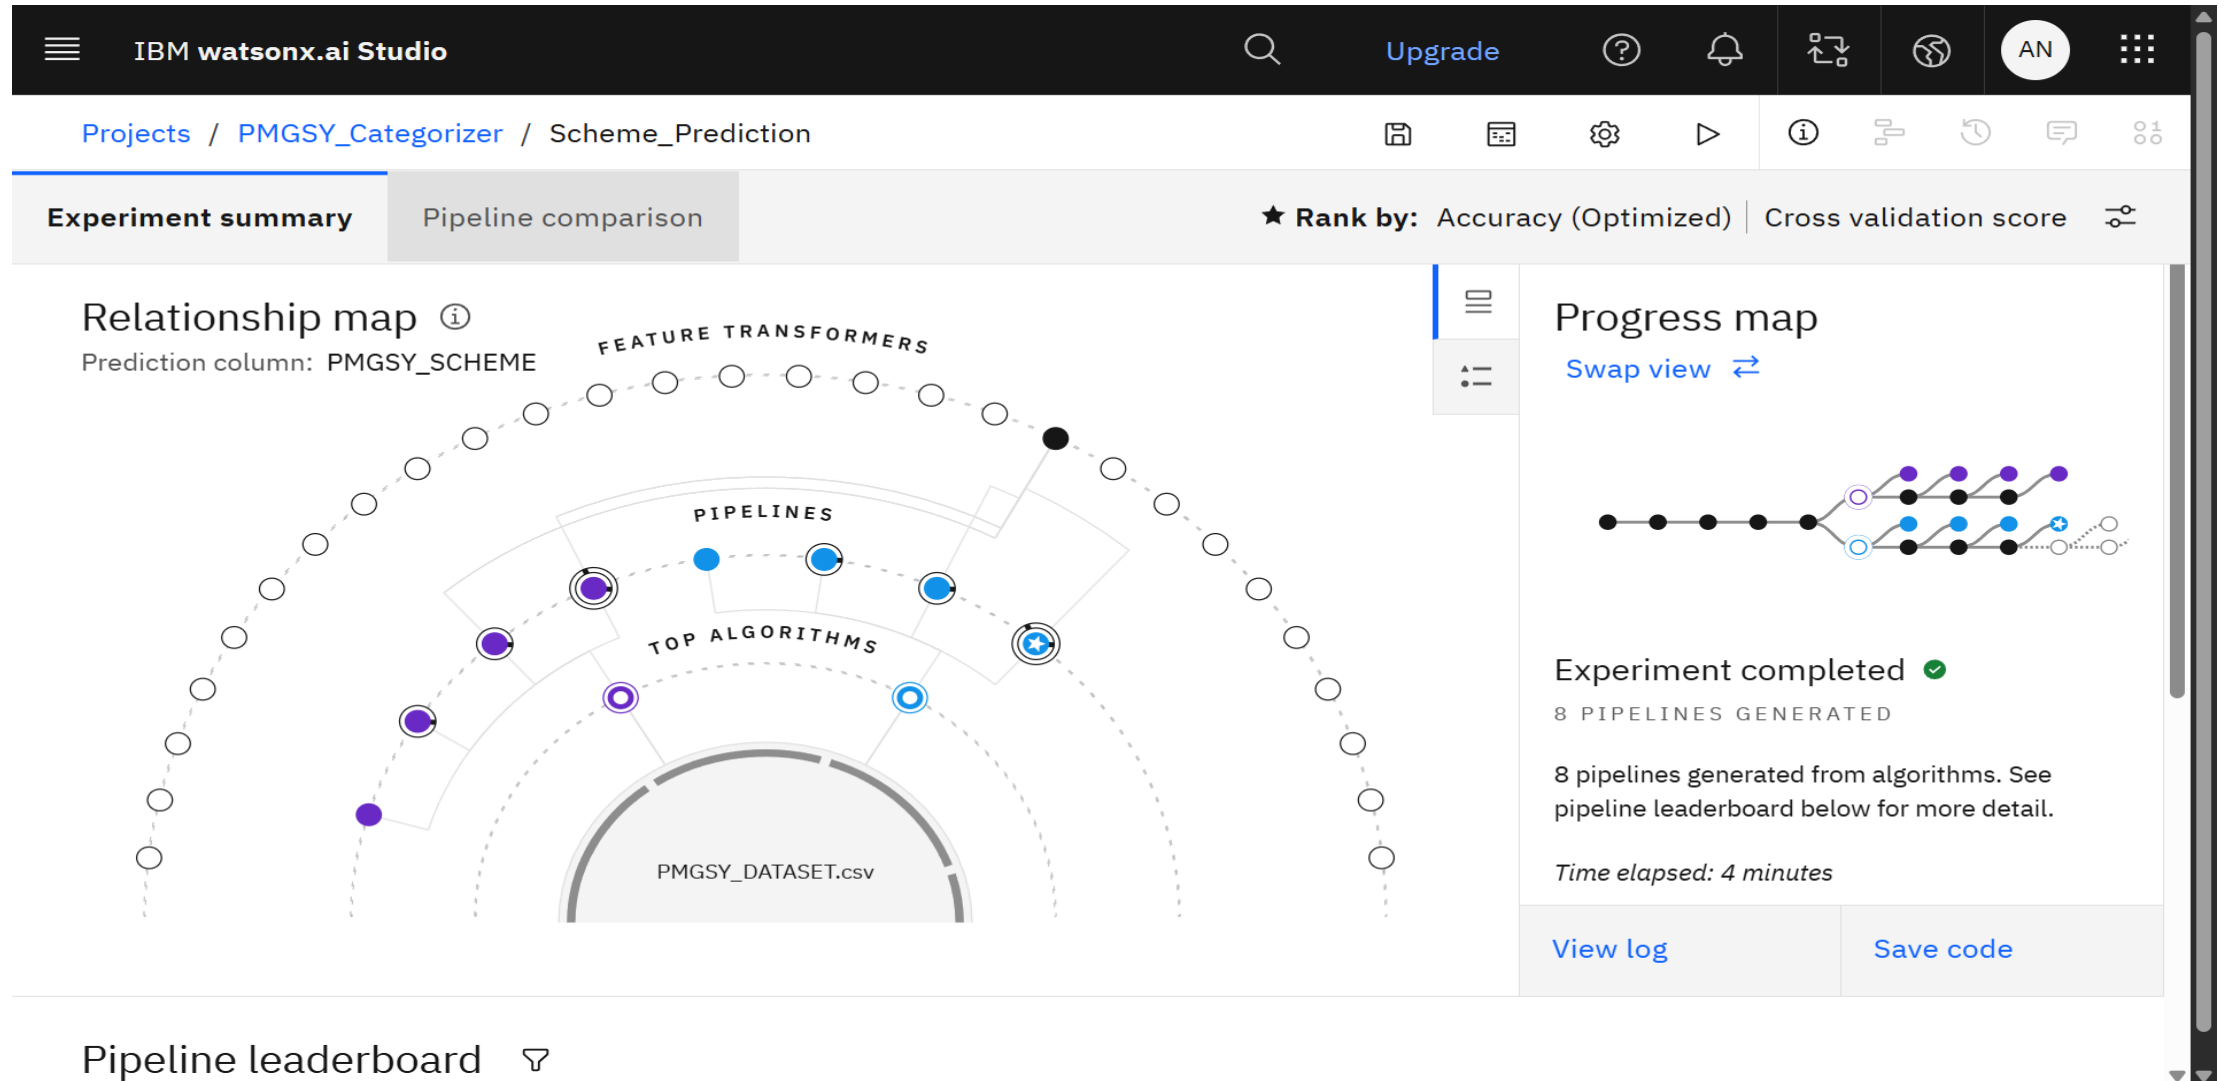 IBM watsonx.ai Studio
Upgrade
AN
Projects / PMGSY_Categorizer / Scheme_Prediction
Experiment summary
Pipeline comparison
Rank by: Accuracy (Optimized) | Cross validation score
Relationship map
Prediction column: PMGSY_SCHEME
FEATURE TRANSFORMERS
PIPELINES
TOP ALGORITHMS
PMGSY_DATASET.csv
Progress map
Swap view
Experiment completed
8 PIPELINES GENERATED
8 pipelines generated from algorithms. See
pipeline leaderboard below for more detail.
Time elapsed: 4 minutes
View log
Save code
Pipeline leaderboard